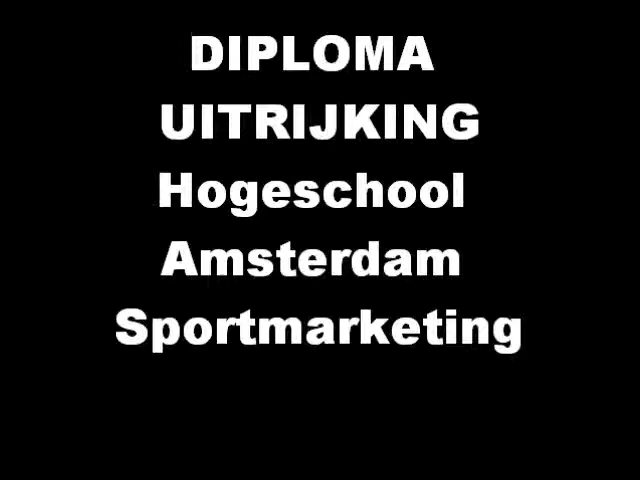 DIPLOMA
UITRIJKING
Hogeschool
Amsterdam
Sportmarketing